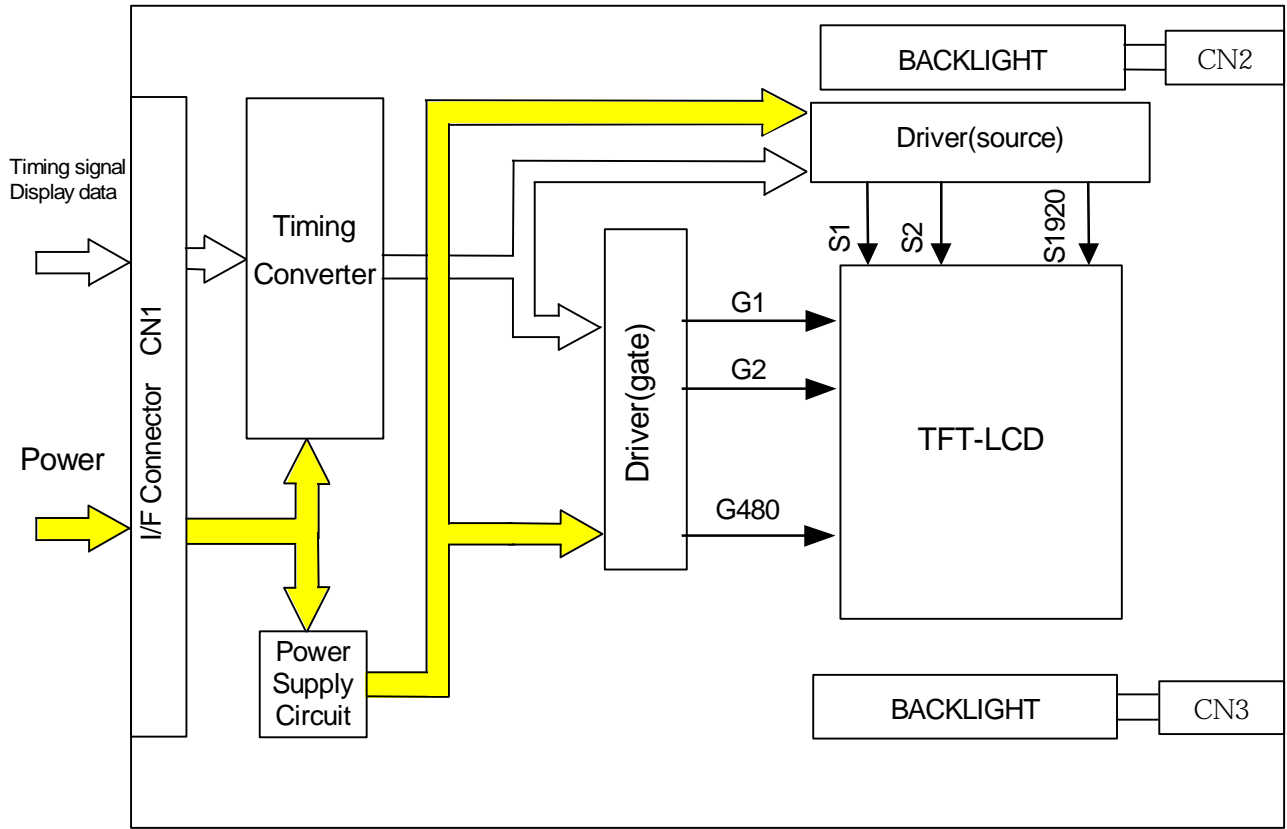 BACKLIGHT
CN2
Driver(source)
Timing signal
Display data
S1
S2
S1920
Timing
Converter
I/F Connector CN1
Driver(gate)
G1
G2
G480
TFT-LCD
Power
Power
Supply
Circuit
BACKLIGHT
CN3